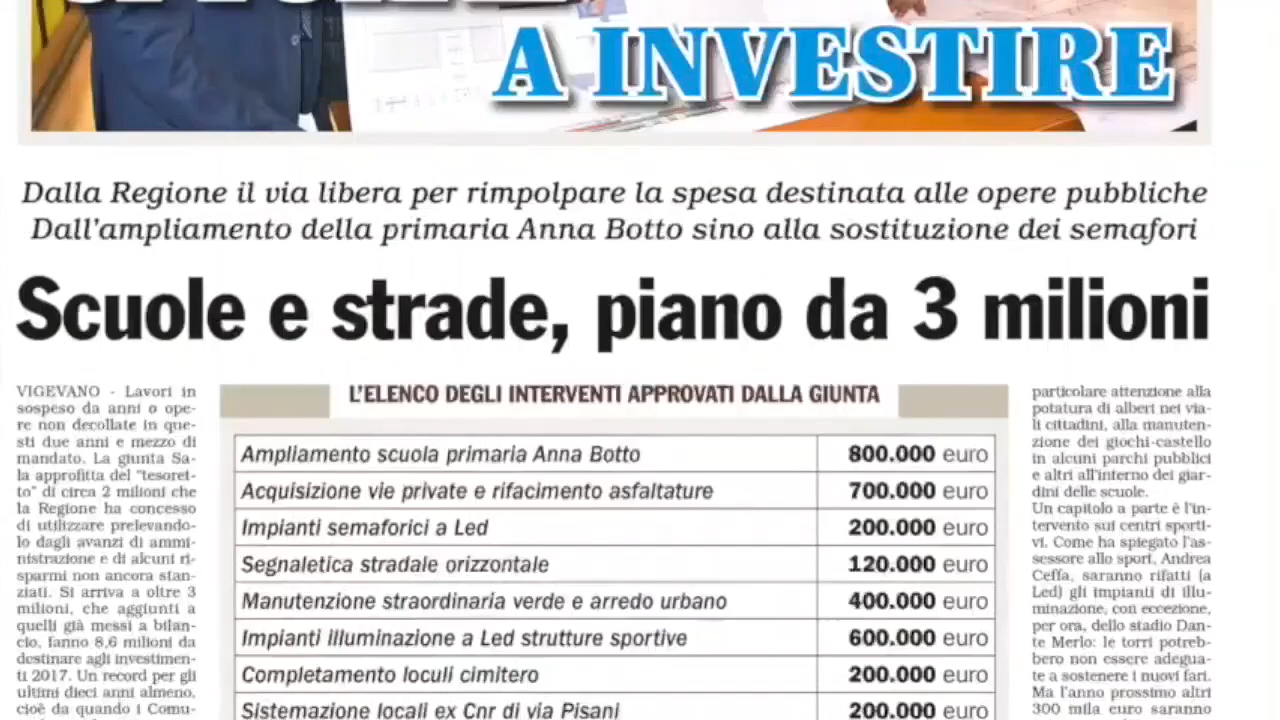 A INVESTIRE
Dalla Regione il via libera per rimpolpare la spesa destinata alle opere pubbliche
Dall'ampliamento della primaria Anna Botto sino alla sostituzione dei semafori
Scuole e strade, piano da 3 milioni
VIGEVANO - Lavori in
sospeso da anni o ope-
re non decollate in que-
sti due anni e mezzo di
mandato. La giunta Sa-
la approfitta del "tesoret-
to" di circa 2 milioni che
la Regione ha concesso
di utilizzare prelevando-
lo dagli avanzi di ammi-
nistrazione e di alcuni ri-
sparmi non ancora stan-
ziati. Si arriva a oltre 3
milioni, che aggiunti a
quelli già messi a bilan-
cio, fanno 8,6 milioni da
destinare agli investimen-
ti 2017. Un record per gli
ultimi dieci anni almeno,
cioè da quando i Comu-
L'ELENCO DEGLI INTERVENTI APPROVATI DALLA GIUNTA
Ampliamento scuola primaria Anna Botto 800.000 euro
Acquisizione vie private e rifacimento asfaltature 700.000 euro
Impianti semaforici a Led 200.000 euro
Segnaletica stradale orizzontale 120.000 euro
Manutenzione straordinaria verde e arredo urbano 400.000 euro
Impianti illuminazione a Led strutture sportive 600.000 euro
Completamento loculi cimitero 200.000 euro
Sistemazione locali ex Cnr di via Pisani 200.000 euro
particolare attenzione alla
potatura di alberi nei via-
li cittadini, alla manuten-
zione dei giochi-castello
in alcuni parchi pubblici
e altri all'interno dei giar-
dini delle scuole.
Un capitolo a parte è l'in-
tervento sui centri sporti-
vi. Come ha spiegato l'as-
sessore allo sport, Andrea
Ceffa, saranno rifatti (a
Led) gli impianti di illu-
minazione, con eccezione,
per ora, dello stadio Dan-
te Merlo: le torri potreb-
bero non essere adegua-
te a sostenere i nuovi fari.
Ma l'anno prossimo altri
300 mila euro saranno